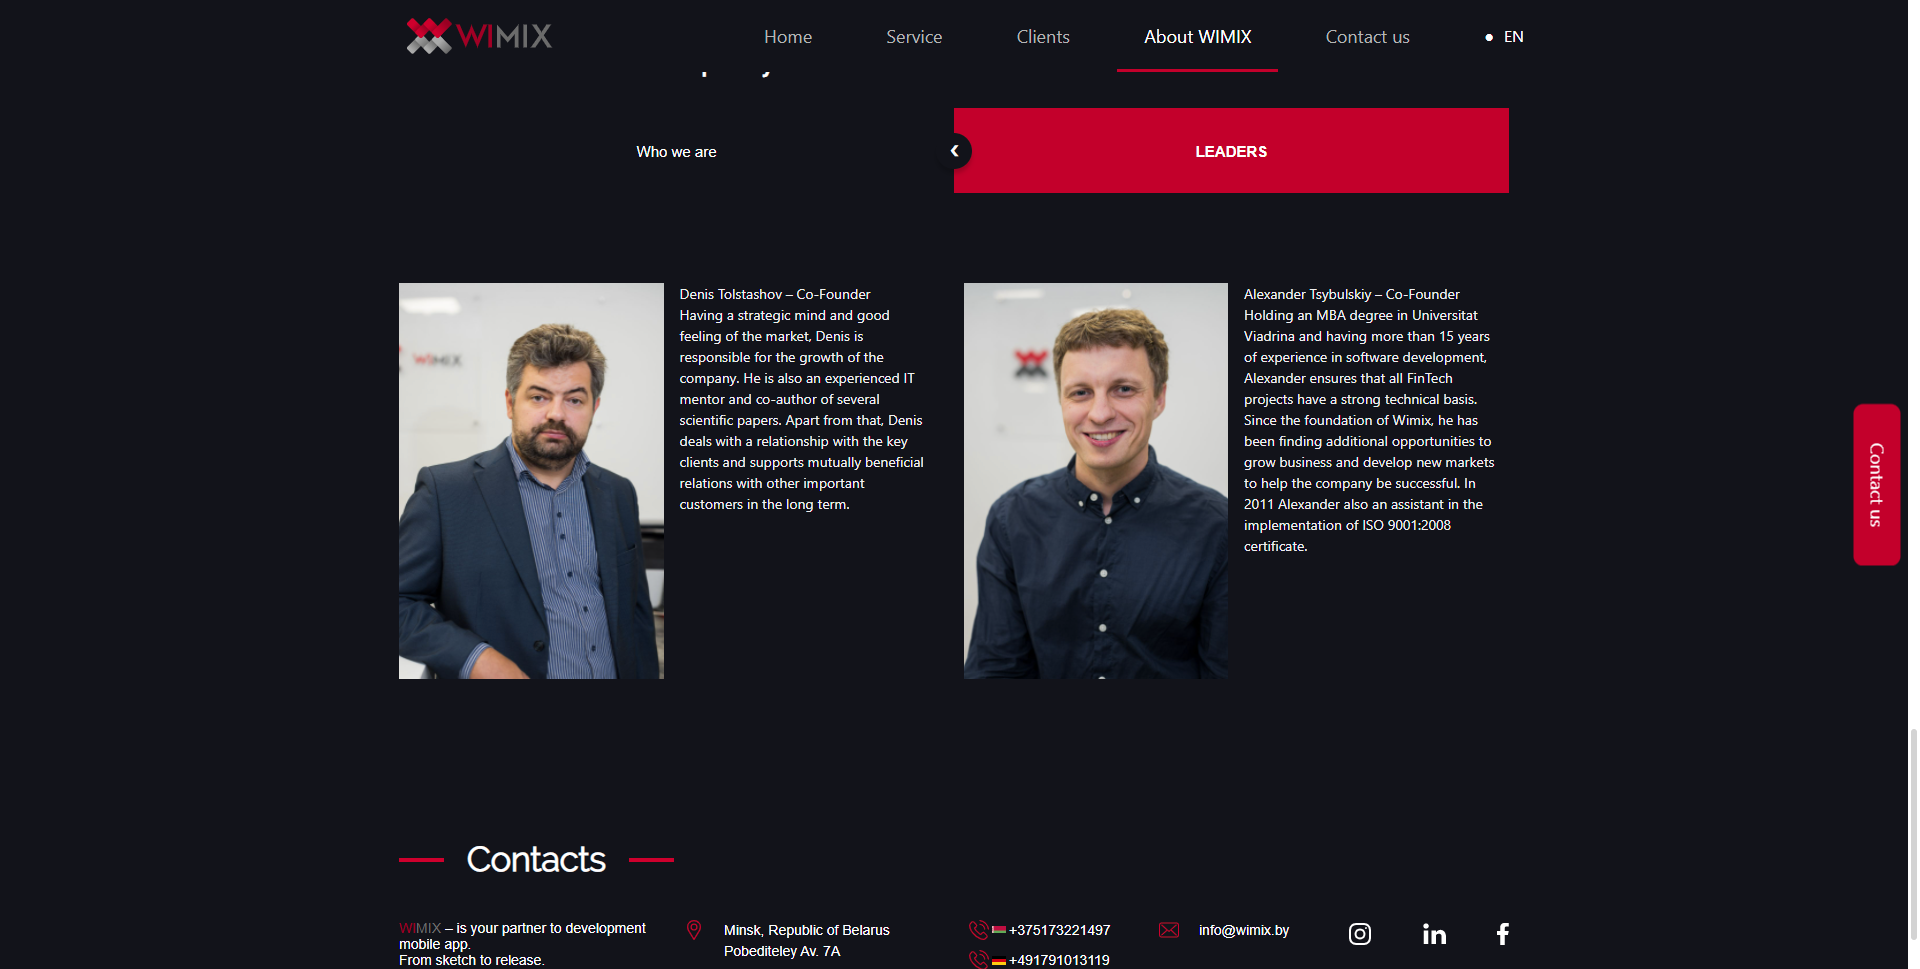 WIMIX
Home
Service
Clients
About WIMIX
Contact us
EN
Who we are
LEADERS
WIMIX
Denis Tolstashov – Co-Founder
Having a strategic mind and good
feeling of the market, Denis is
responsible for the growth of the
company. He is also an experienced IT
mentor and co-author of several
scientific papers. Apart from that, Denis
deals with a relationship with the key
clients and supports mutually beneficial
relations with other important
customers in the long term.
Alexander Tsybulskiy – Co-Founder
Holding an MBA degree in Universitat
Viadrina and having more than 15 years
of experience in software development,
Alexander ensures that all FinTech
projects have a strong technical basis.
Since the foundation of Wimix, he has
been finding additional opportunities to
grow business and develop new markets
to help the company be successful. In
2011 Alexander also an assistant in the
implementation of ISO 9001:2008
certificate.
Contact us
Contacts
WIMIX – is your partner to development
mobile app.
From sketch to release.
Minsk, Republic of Belarus
Pobediteley Av. 7A
+375173221497
+491791013119
info@wimix.by